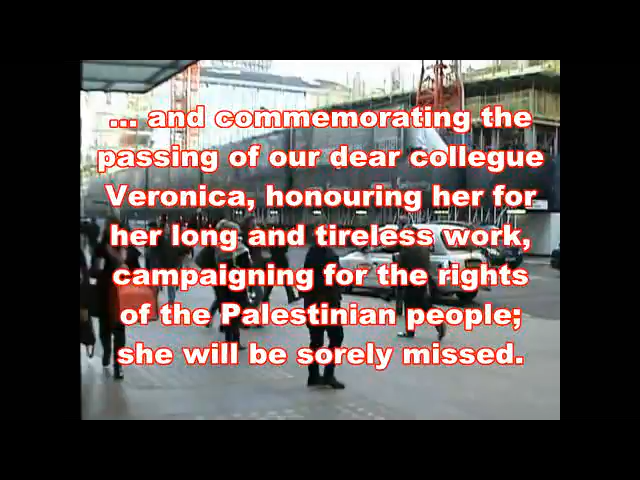 ... and commemorating the
passing of our dear collegue
Veronica, honouring her for
her long and tireless work,
campaigning for the rights
of the Palestinian people;
she will be sorely missed.